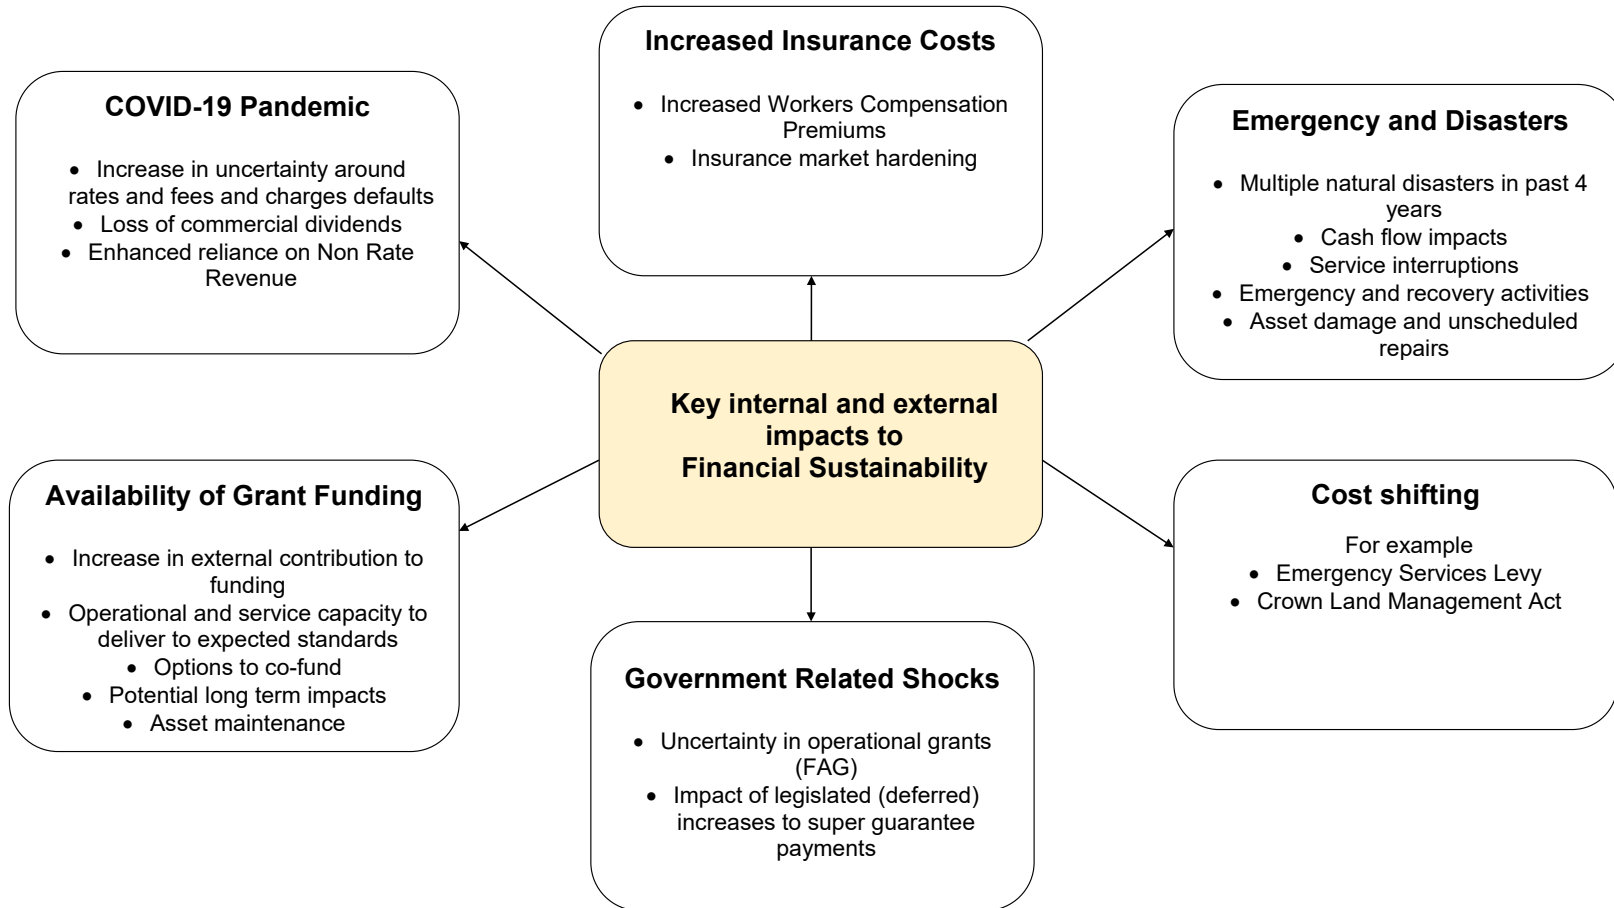 Increased Insurance Costs
• Increased Workers Compensation
Premiums
• Insurance market hardening
COVID-19 Pandemic
• Increase in uncertainty around
rates and fees and charges defaults
• Loss of commercial dividends
• Enhanced reliance on Non Rate
Revenue
Emergency and Disasters
• Multiple natural disasters in past 4
years
• Cash flow impacts
• Service interruptions
• Emergency and recovery activities
• Asset damage and unscheduled
repairs
Key internal and external
impacts to
Financial Sustainability
Availability of Grant Funding
• Increase in external contribution to
funding
• Operational and service capacity to
deliver to expected standards
• Options to co-fund
• Potential long term impacts
• Asset maintenance
Cost shifting
For example
• Emergency Services Levy
• Crown Land Management Act
Government Related Shocks
• Uncertainty in operational grants
(FAG)
• Impact of legislated (deferred)
increases to super guarantee
payments